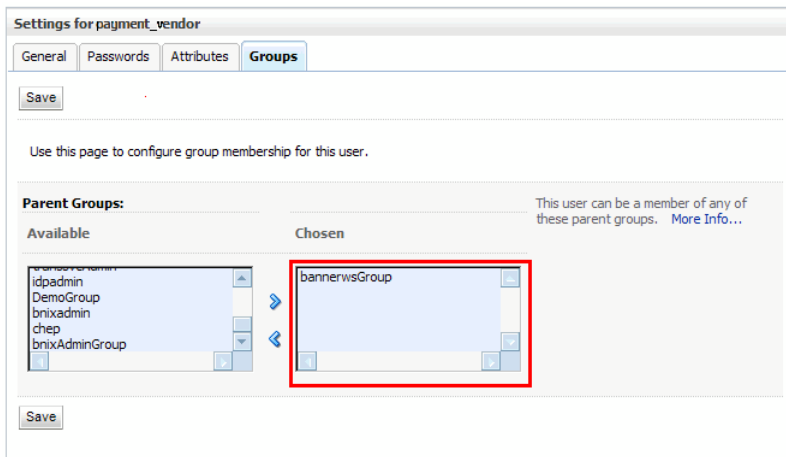 Settings for payment_vendor
General Passwords Attributes Groups
Save
Use this page to configure group membership for this user.
Parent Groups:
This user can be a member of any of
these parent groups. More Info...
Available
Chosen
idpadmin
DemoGroup
bnixadmin
chep
bnixAdminGroup
bannerwsGroup
Save